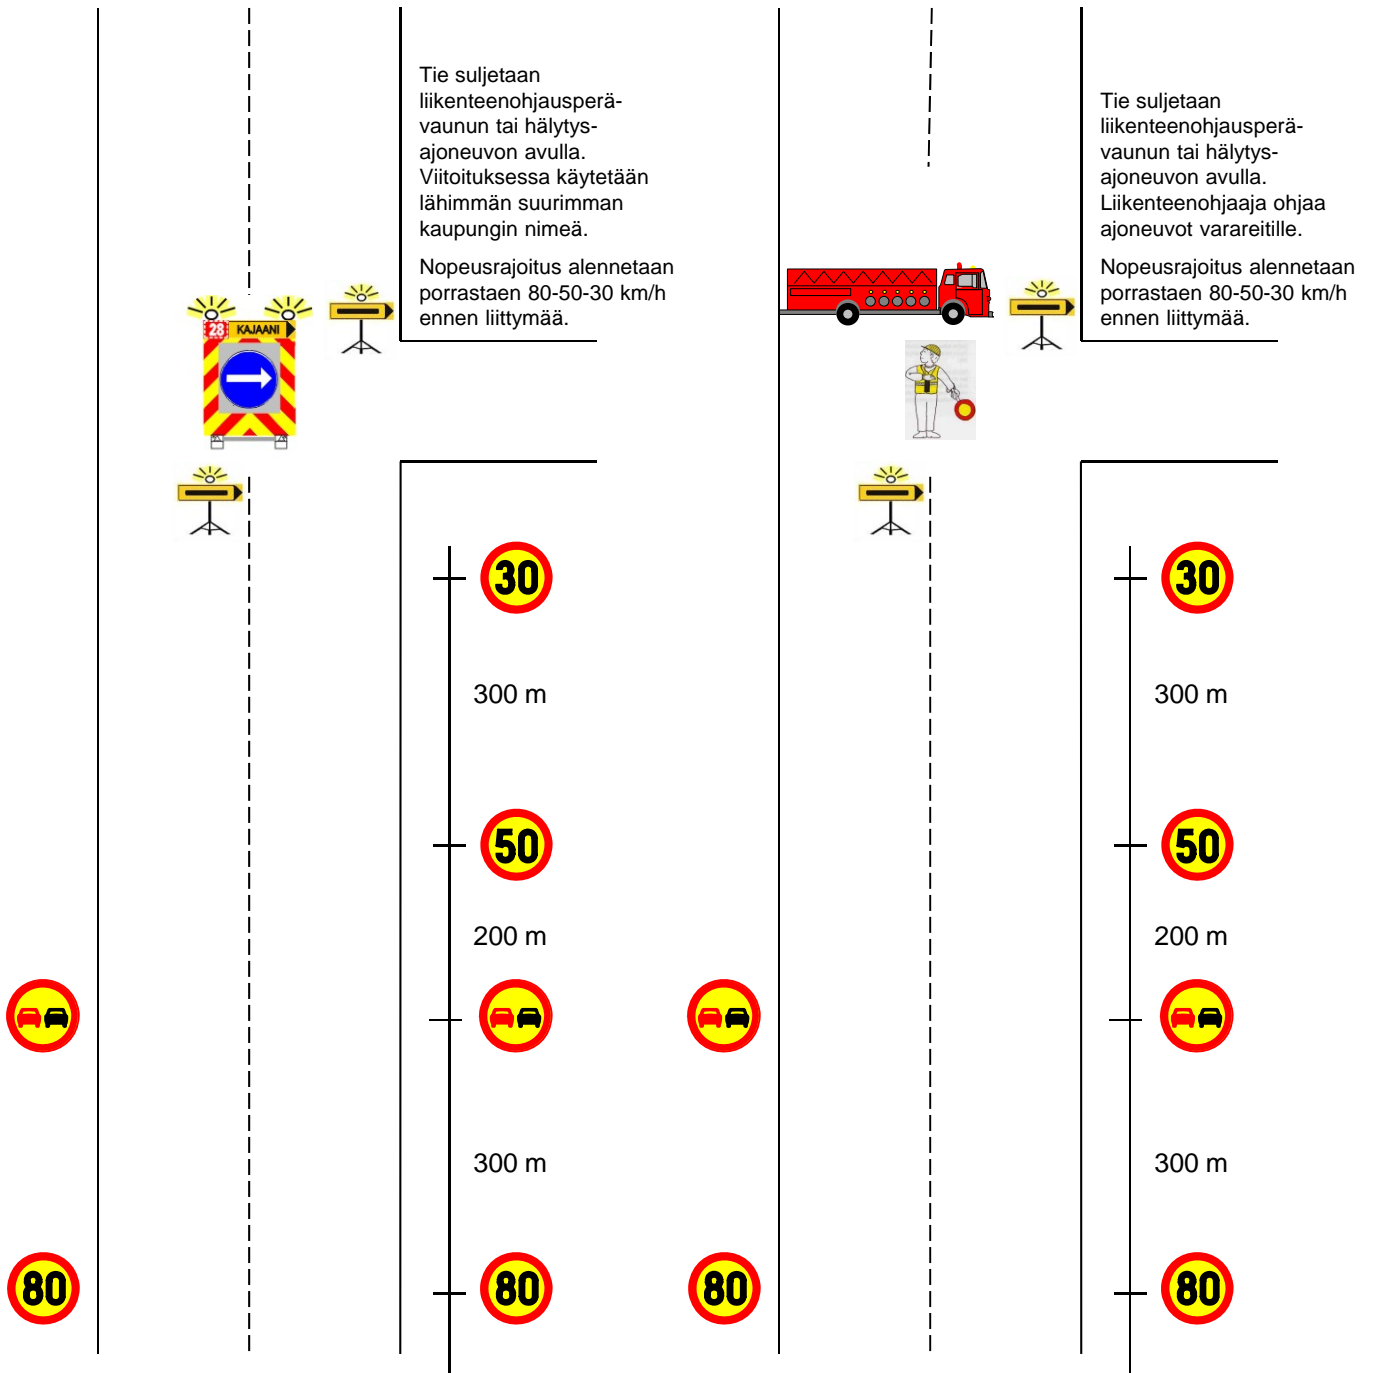 Tie suljetaan
liikenteenohjausperä-
vaunun tai hälytys-
ajoneuvon avulla.
Viitoituksessa käytetään
lähimmän suurimman
kaupungin nimeä.
Nopeusrajoitus alennetaan
porrastaen 80-50-30 km/h
ennen liittymää.
28 KAJAANI
30
300 m
50
200 m
300 m
80
80
Tie suljetaan
liikenteenohjausperä-
vaunun tai hälytys-
ajoneuvon avulla.
Liikenteenohjaaja ohjaa
ajoneuvot varareitille.
Nopeusrajoitus alennetaan
porrastaen 80-50-30 km/h
ennen liittymää.
30
300 m
50
200 m
300 m
80
80